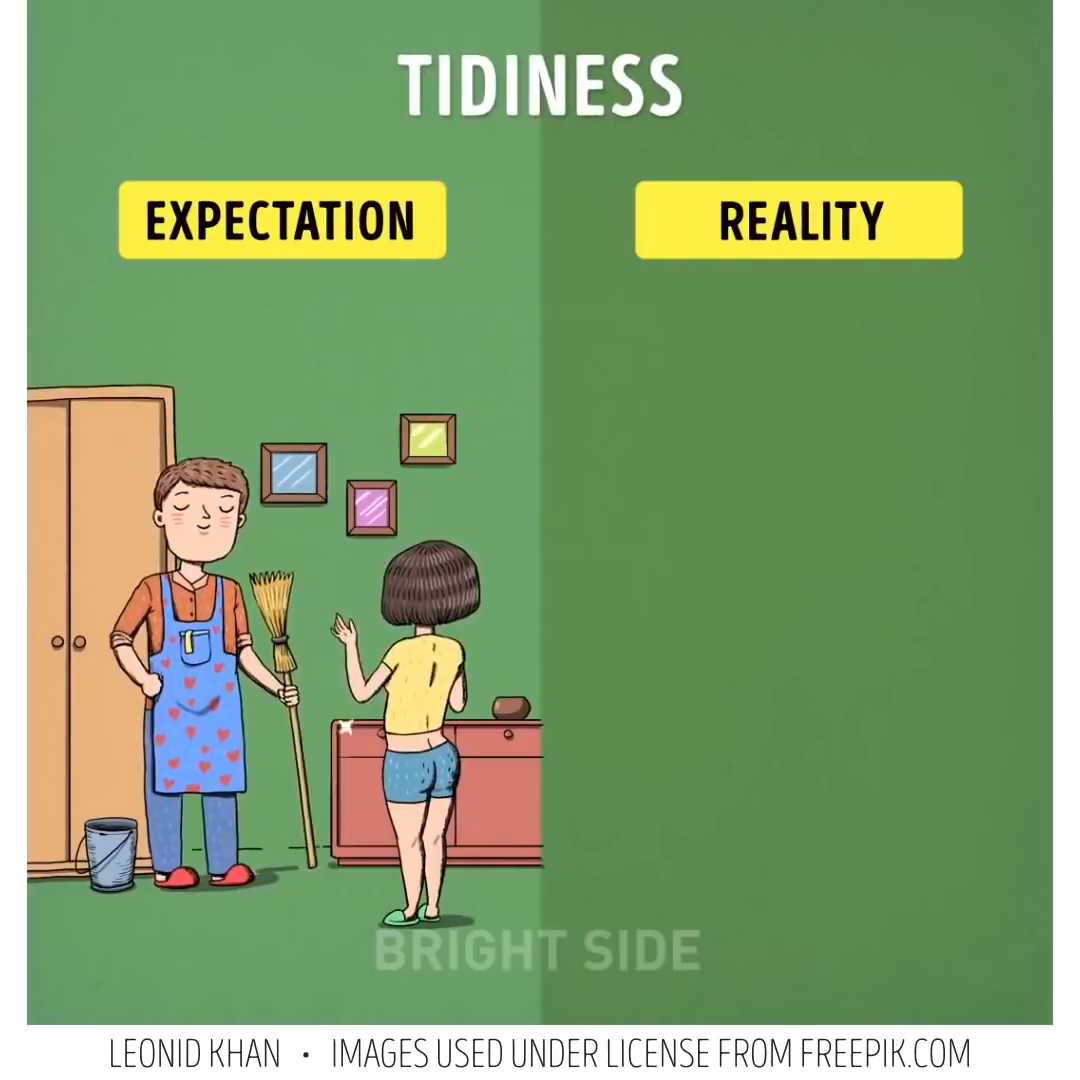 TIDINESS
EXPECTATION
REALITY
BRIGHT SIDE
LEONID KHAN • IMAGES USED UNDER LICENSE FROM FREEPIK.COM